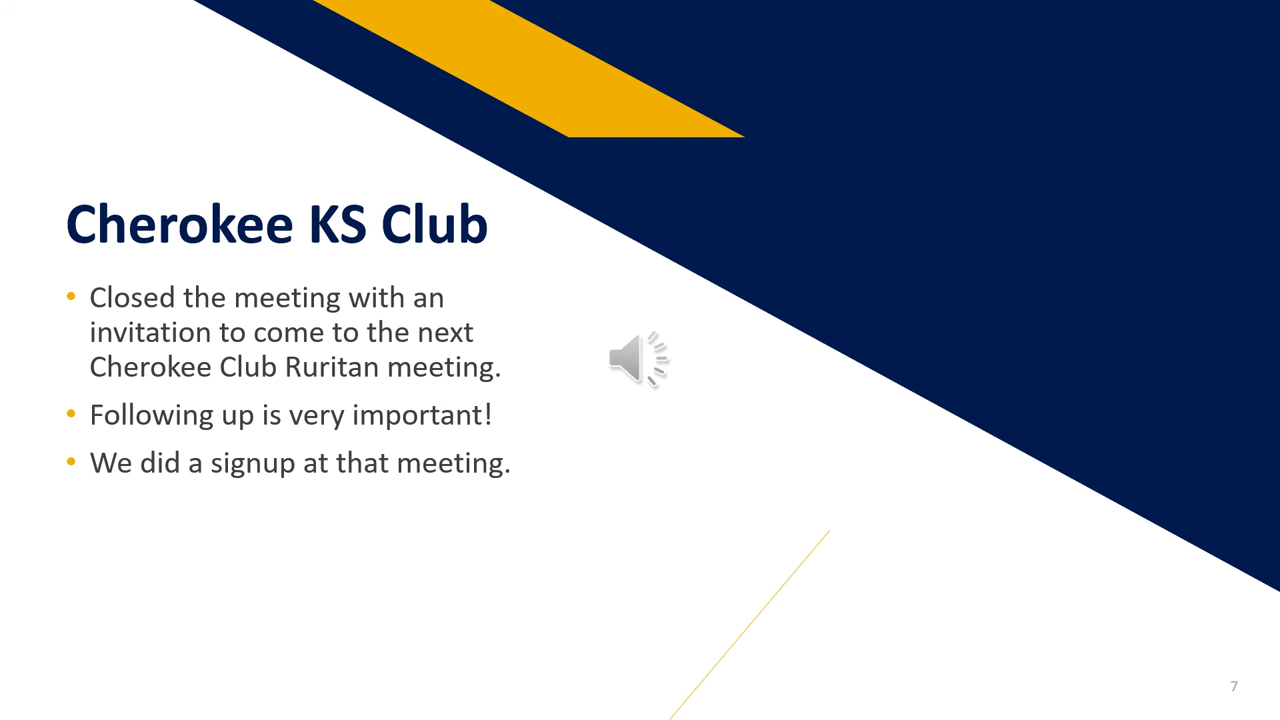 Cherokee KS Club
• Closed the meeting with an
invitation to come to the next
Cherokee Club Ruritan meeting.
• Following up is very important!
• We did a signup at that meeting.
7